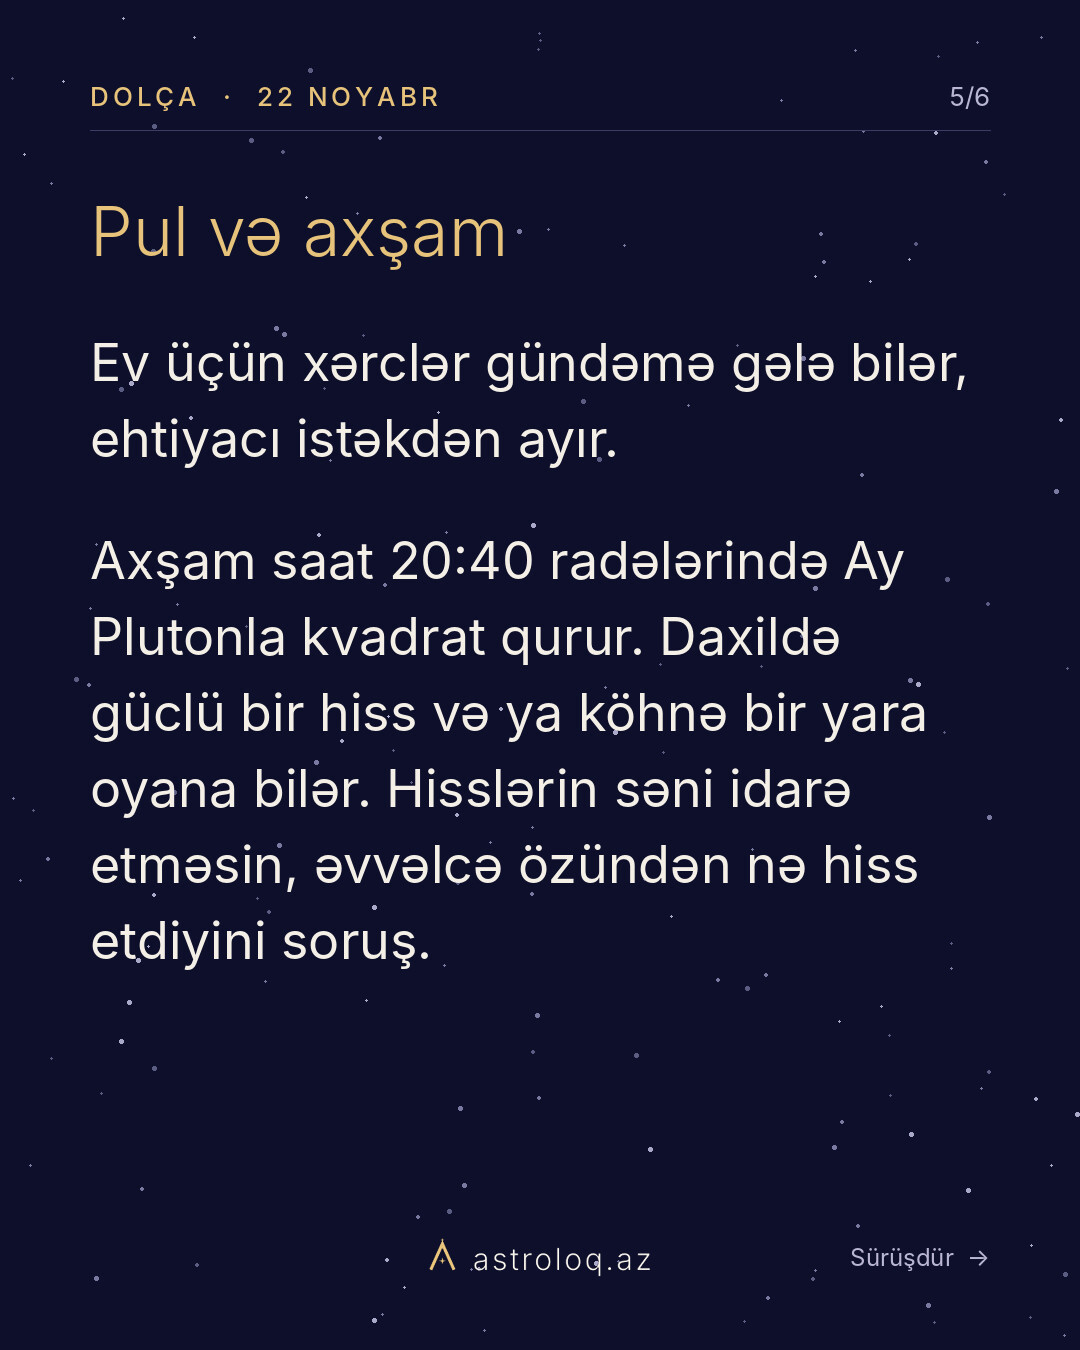 DOLÇA · 22 NOYABR
5/6
Pul və axşam
Ev üçün xərclər gündəmə gələ bilər,
ehtiyacı istəkdən ayır.
Axşam saat 20:40 radələrində Ay
Plutonla kvadrat qurur. Daxildə
güclü bir hiss və ya köhnə bir yara
oyana bilər. Hisslərin səni idarə
etməsin, əvvəlcə özündən nə hiss
etdiyini soruş.
astroloq.az
Sürüşdür →